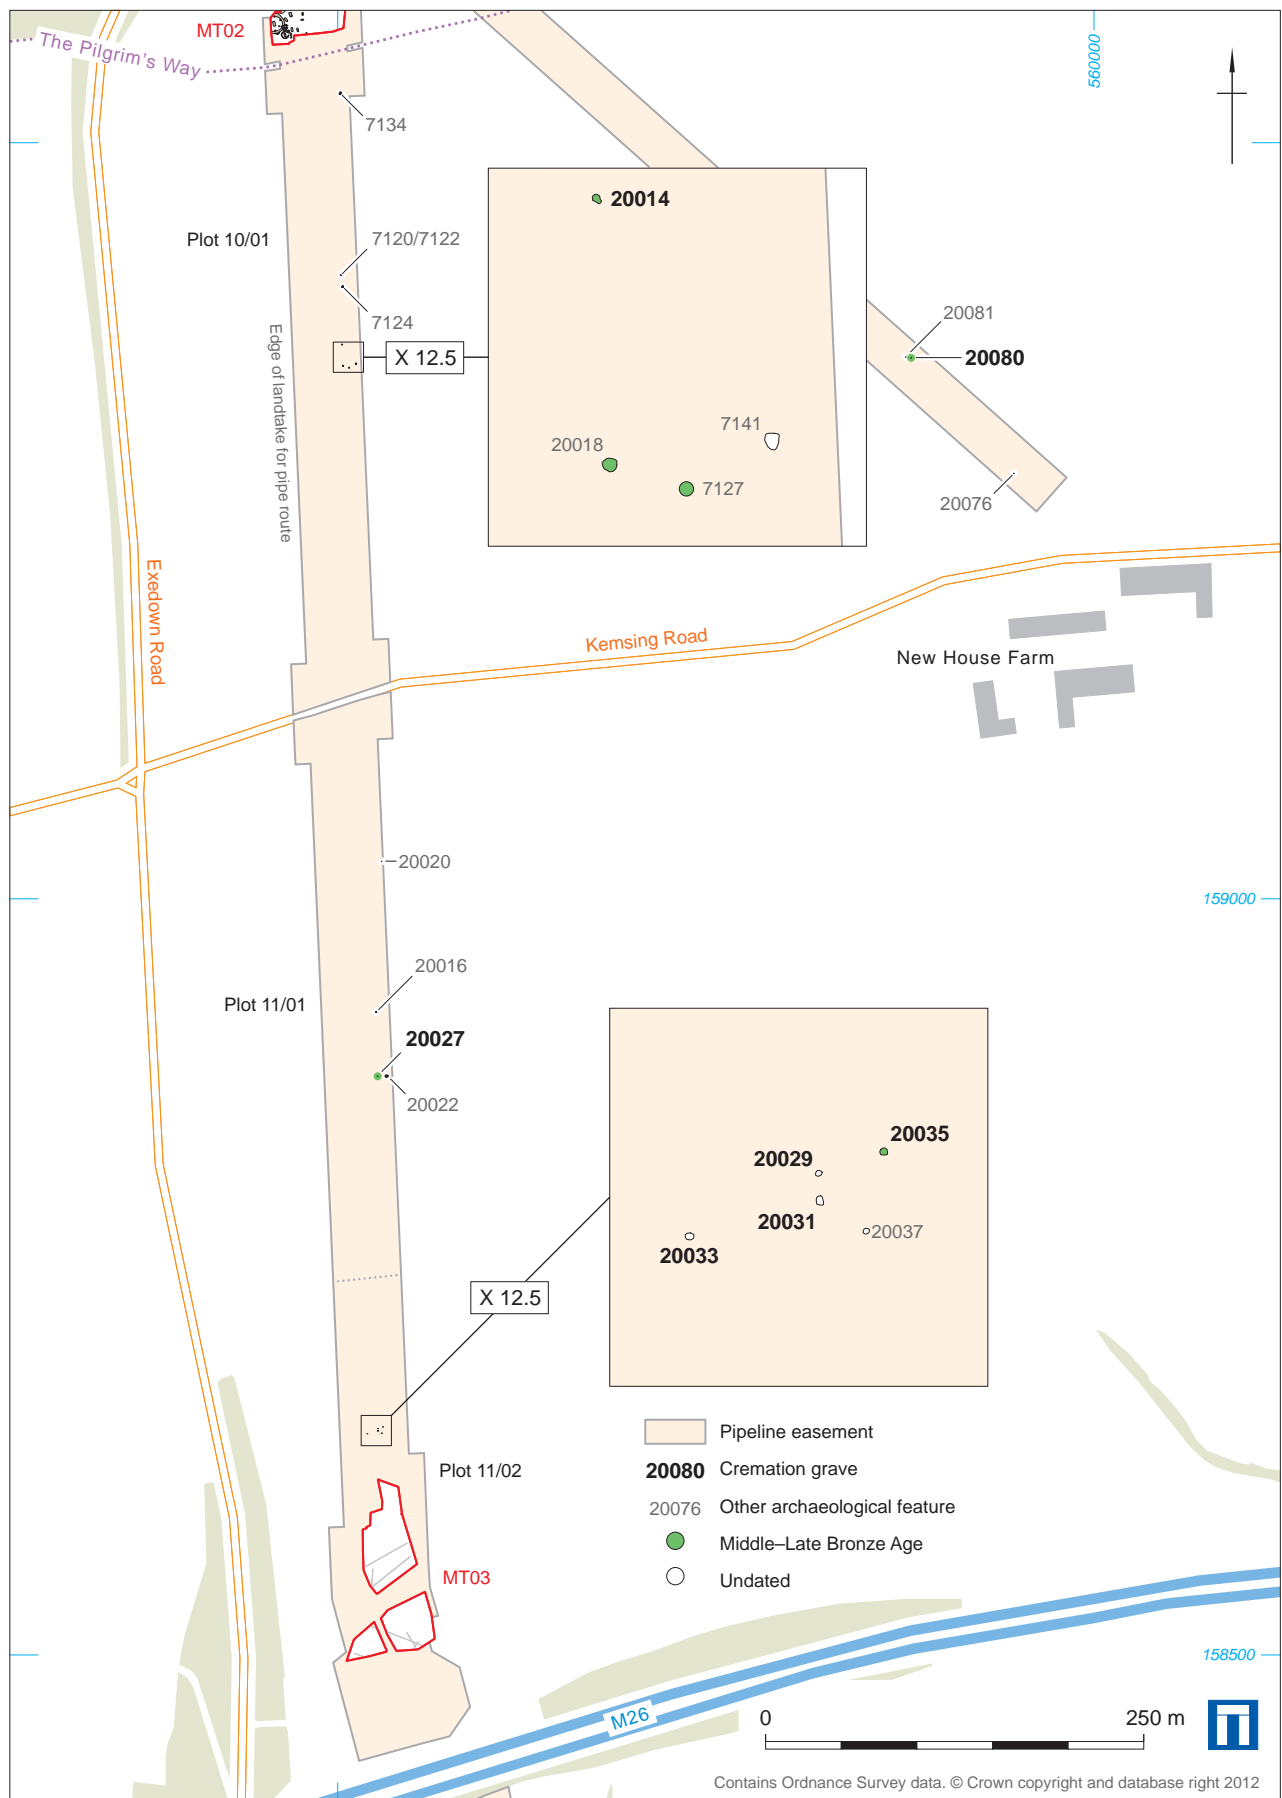 MT02
The Pilgrim's Way
560000
7134
20014
Plot 10/01
7120/7122
7124
Edge of landtake for pipe route
X 12.5
20081
20080
7141
20018
7127
20076
Exedown Road
Kemsing Road
New House Farm
20020
159000
20016
Plot 11/01
20027
20022
20035
20029
20031
20037
20033
X 12.5
Pipeline easement
Plot 11/02
20080 Cremation grave
20076 Other archaeological feature
Middle–Late Bronze Age
MT03
Undated
158500
M26
0 250 m
Contains Ordnance Survey data. © Crown copyright and database right 2012